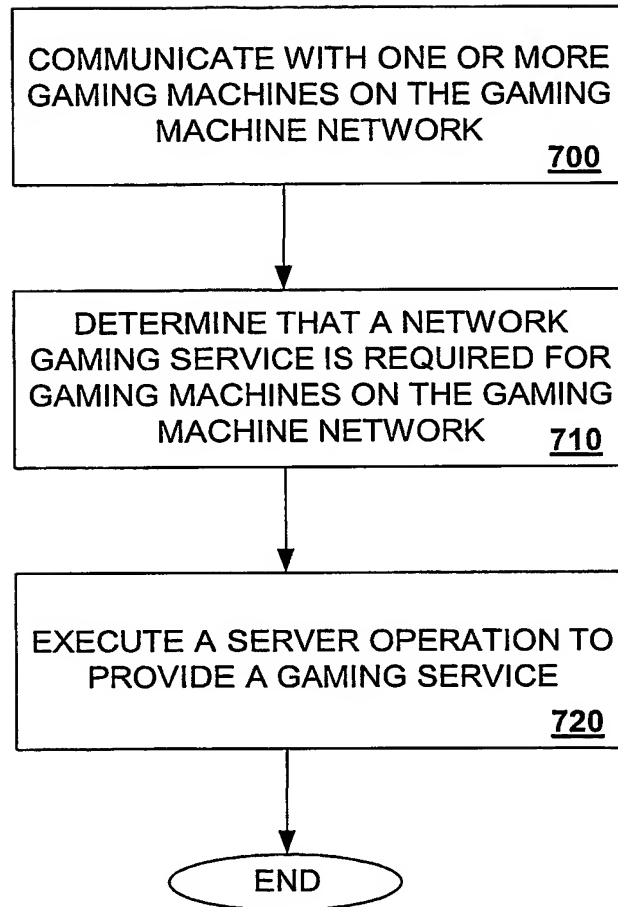 COMMUNICATE WITH ONE OR MORE
GAMING MACHINES ON THE GAMING
MACHINE NETWORK
700
DETERMINE THAT A NETWORK
GAMING SERVICE IS REQUIRED FOR
GAMING MACHINES ON THE GAMING
MACHINE NETWORK
710
EXECUTE A SERVER OPERATION TO
PROVIDE A GAMING SERVICE
720
END